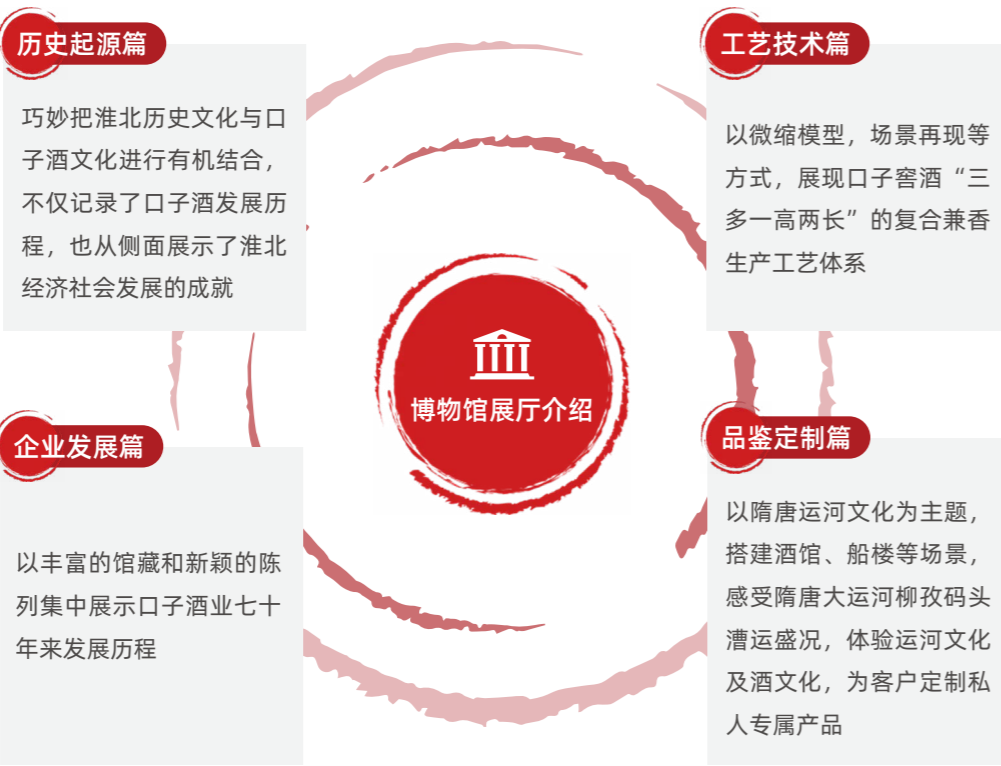 历史起源篇
巧妙把淮北历史文化与口
子酒文化进行有机结合，
不仅记录了口子酒发展历
程，也从侧面展示了淮北
经济社会发展的成就
工艺技术篇
以微缩模型，场景再现等
方式，展现口子窖酒“三
多一高两长”的复合兼香
生产工艺体系
博物馆展厅介绍
企业发展篇
以丰富的馆藏和新颖的陈
列集中展示口子酒业七十
年来发展历程
品鉴定制篇
以隋唐运河文化为主题，
搭建酒馆、船楼等场景，
感受隋唐大运河柳孜码头
漕运盛况，体验运河文化
及酒文化，为客户定制私
人专属产品